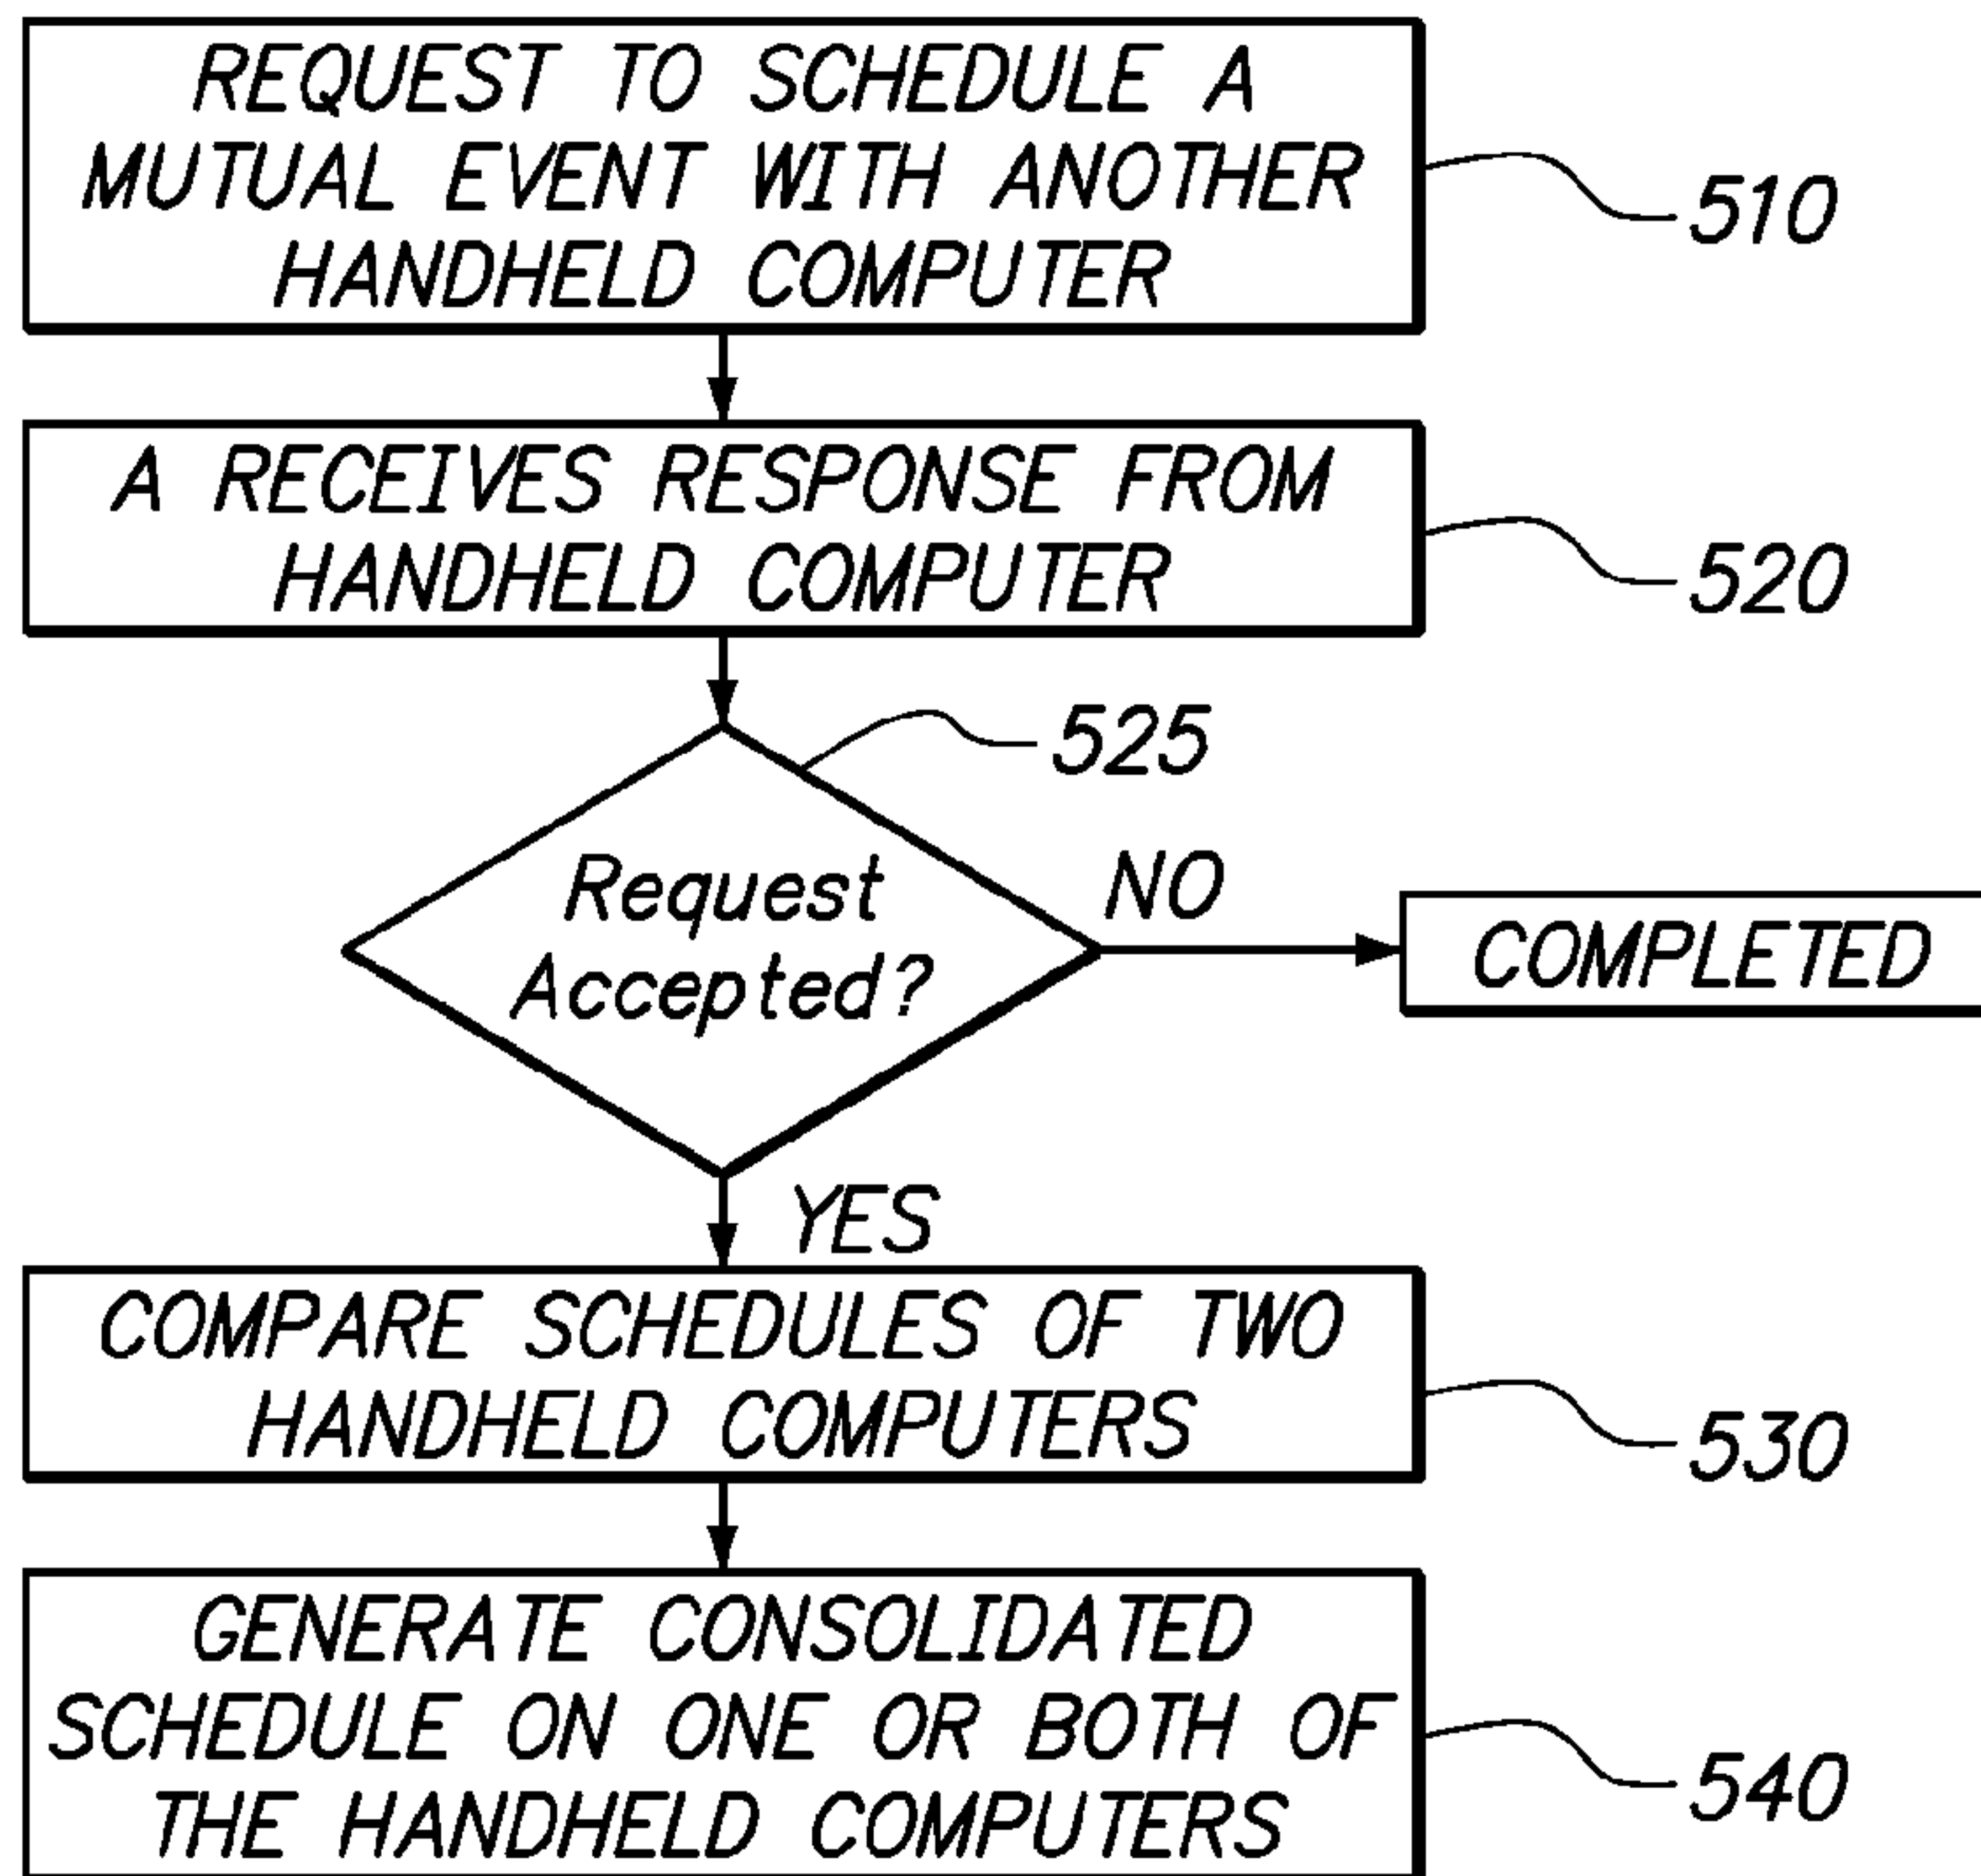 REQUEST TO SCHEDULE A
MUTUAL EVENT WITH ANOTHER
HANDHELD COMPUTER
510
A RECEIVES RESPONSE FROM
HANDHELD COMPUTER
520
525
Request
Accepted?
NO
COMPLETED
YES
COMPARE SCHEDULES OF TWO
HANDHELD COMPUTERS
530
GENERATE CONSOLIDATED
SCHEDULE ON ONE OR BOTH OF
THE HANDHELD COMPUTERS
540